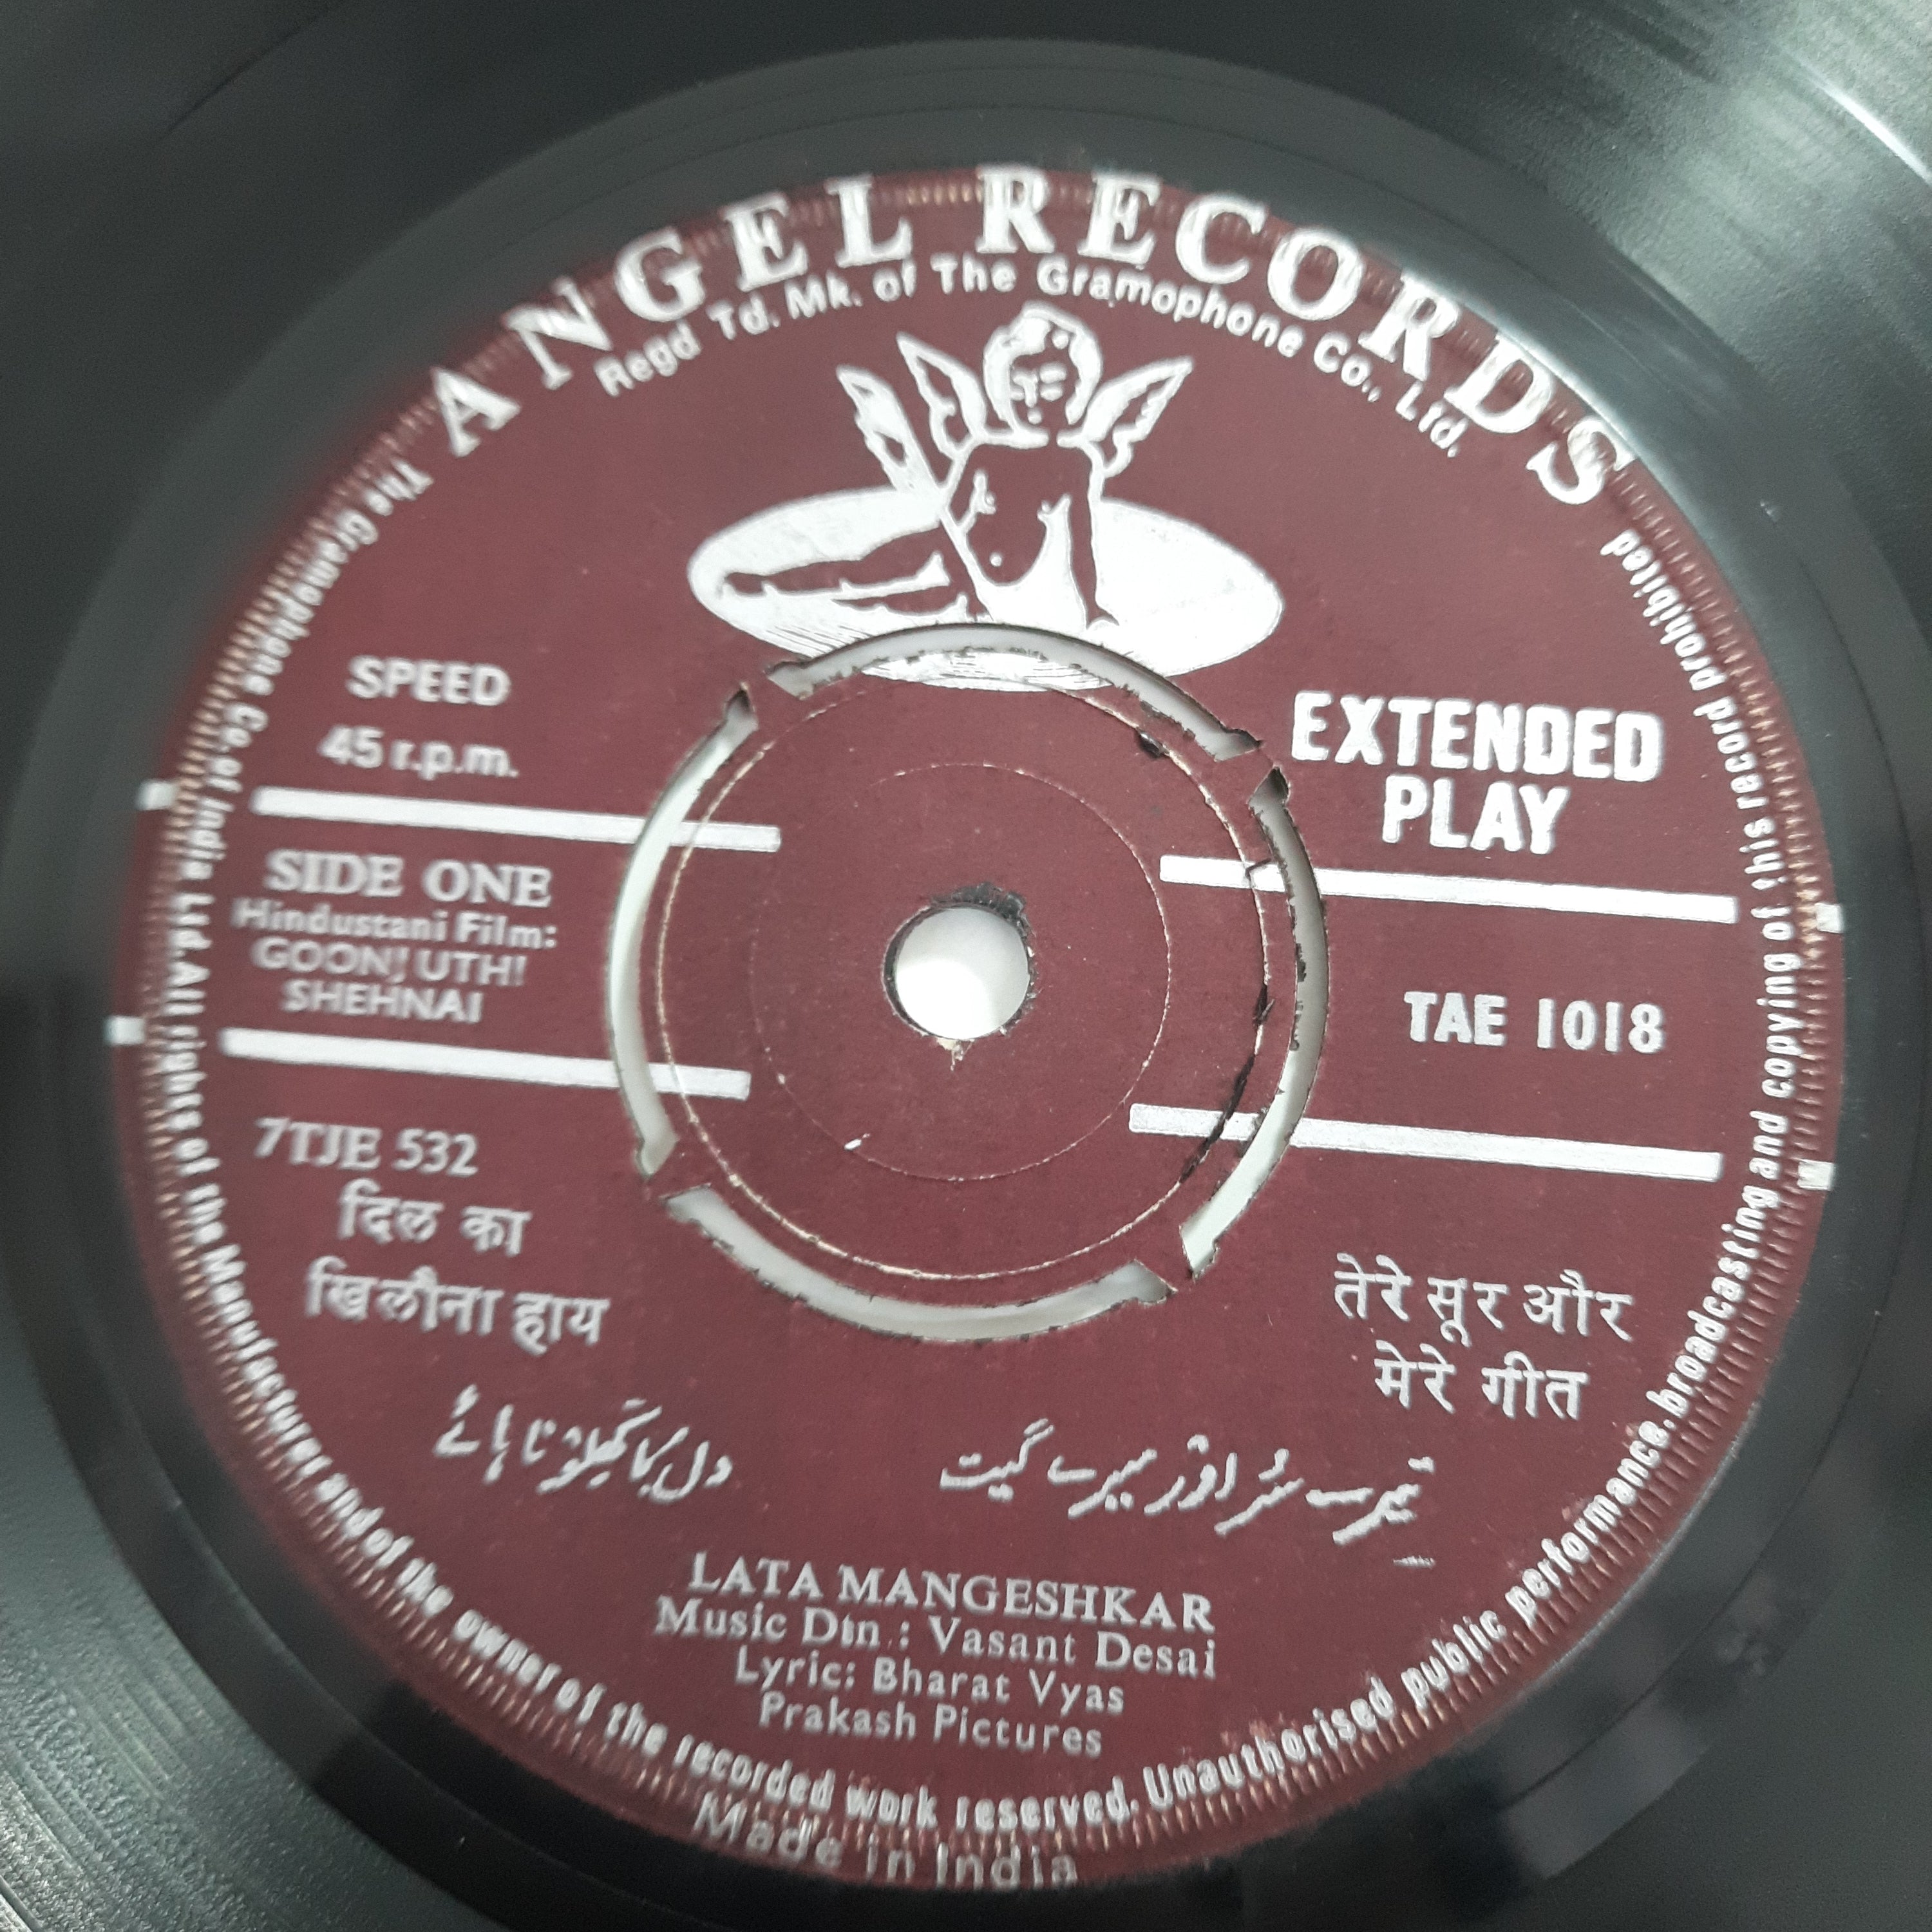 ANGEL RECORDS
Regd Td. Mk. of The Gramophone Co., Ltd.
SPEED
45 r.p.m.
EXTENDED
PLAY
SIDE ONE
Hindustani Film:
GOONJ UTHI
SHEHNAI
TAE 1018
7TJE 532
दिल का
खिलौना हाय
तेरे सूर और
मेरे गीत
دل کا کھلونا ہائے
تیرے سُر اور میرے گیت
LATA MANGESHKAR
Music Dtn.: Vasant Desai
Lyric: Bharat Vyas
Prakash Pictures
The Gramophone Co. of India Ltd. All rights of the Manufacturer and of the owner of the recorded work reserved. Unauthorised public performance. broadcasting and copying of this record prohibited
Made in India